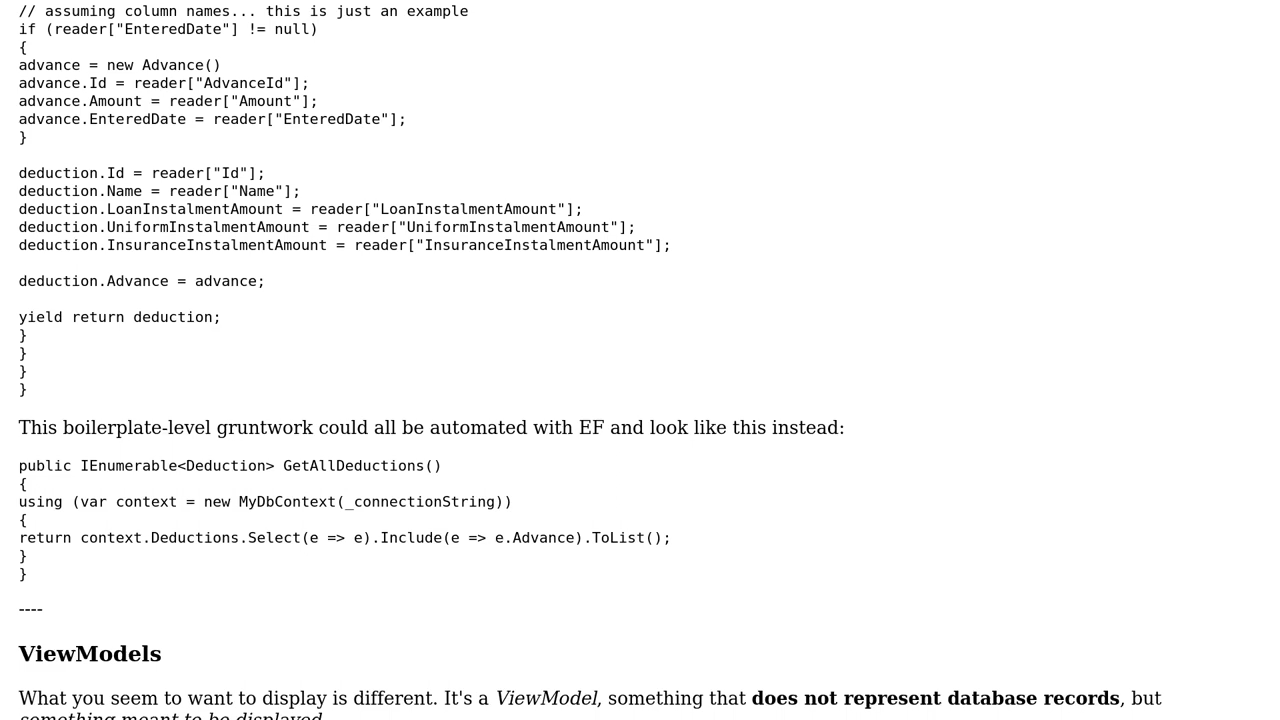 // assuming column names... this is just an example
if (reader["EnteredDate"] != null)
{
advance = new Advance()
advance.Id = reader["AdvanceId"];
advance.Amount = reader["Amount"];
advance.EnteredDate = reader["EnteredDate"];
}
deduction.Id = reader["Id"];
deduction.Name = reader["Name"];
deduction.LoanInstalmentAmount = reader["LoanInstalmentAmount"];
deduction.UniformInstalmentAmount = reader["UniformInstalmentAmount"];
deduction.InsuranceInstalmentAmount = reader["InsuranceInstalmentAmount"];
deduction.Advance = advance;
yield return deduction;
}
}
}
}
This boilerplate-level gruntwork could all be automated with EF and look like this instead:
public IEnumerable<Deduction> GetAllDeductions()
{
using (var context = new MyDbContext(_connectionString))
{
return context.Deductions.Select(e => e).Include(e => e.Advance).ToList();
}
}
----
ViewModels
What you seem to want to display is different. It's a ViewModel, something that does not represent database records, but
something meant to be displayed.